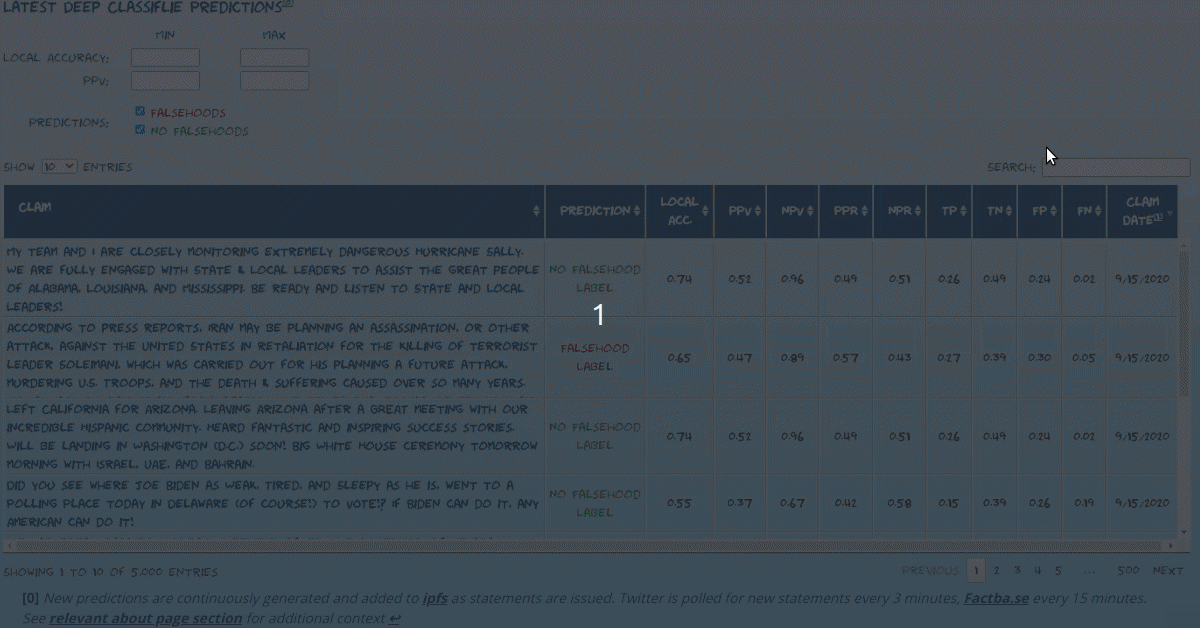 LATEST DEEP CLASSIFLIE PREDICTIONS[0]
MIN MAX
LOCAL ACCURACY:
PPV:
PREDICTIONS: FALSEHOODS
NO FALSEHOODS
SHOW 10 ENTRIES SEARCH:
CLAIM PREDICTION LOCAL ACC. PPV NPV PPR NPR TP TN FP FN CLAIM DATE[1]
MY TEAM AND I ARE CLOSELY MONITORING EXTREMELY DANGEROUS HURRICANE SALLY.
WE ARE FULLY ENGAGED WITH STATE & LOCAL LEADERS TO ASSIST THE GREAT PEOPLE
OF ALABAMA, LOUISIANA, AND MISSISSIPPI. BE READY AND LISTEN TO STATE AND LOCAL
LEADERS!
NO FALSEHOOD
LABEL
0.74 0.52 0.96 0.49 0.51 0.26 0.49 0.24 0.02 9/15/2020
1
ACCORDING TO PRESS REPORTS, IRAN MAY BE PLANNING AN ASSASSINATION, OR OTHER
ATTACK, AGAINST THE UNITED STATES IN RETALIATION FOR THE KILLING OF TERRORIST
LEADER SOLEIMANI, WHICH WAS CARRIED OUT FOR HIS PLANNING A FUTURE ATTACK,
MURDERING U.S. TROOPS, AND THE DEATH & SUFFERING CAUSED OVER SO MANY YEARS.
FALSEHOOD
LABEL
0.65 0.47 0.89 0.57 0.43 0.27 0.39 0.30 0.05 9/15/2020
LEFT CALIFORNIA FOR ARIZONA. LEAVING ARIZONA AFTER A GREAT MEETING WITH OUR
INCREDIBLE HISPANIC COMMUNITY. HEARD FANTASTIC AND INSPIRING SUCCESS STORIES.
WILL BE LANDING IN WASHINGTON (D.C.) SOON! BIG WHITE HOUSE CEREMONY TOMORROW
MORNING WITH ISRAEL, UAE, AND BAHRAIN.
NO FALSEHOOD
LABEL
0.74 0.52 0.96 0.49 0.51 0.26 0.49 0.24 0.02 9/15/2020
DID YOU SEE WHERE JOE BIDEN AS WEAK, TIRED, AND SLEEPY AS HE IS, WENT TO A
POLLING PLACE TODAY IN DELAWARE (OF COURSE!) TO VOTE!? IF BIDEN CAN DO IT, ANY
AMERICAN CAN DO IT!
NO FALSEHOOD
LABEL
0.55 0.37 0.67 0.42 0.58 0.15 0.39 0.26 0.19 9/15/2020
SHOWING 1 TO 10 OF 5,000 ENTRIES PREVIOUS 1 2 3 4 5 ... 500 NEXT
[0] New predictions are continuously generated and added to ipfs as statements are issued. Twitter is polled for new statements every 3 minutes, Factba.se every 15 minutes.
See relevant about page section for additional context ↩